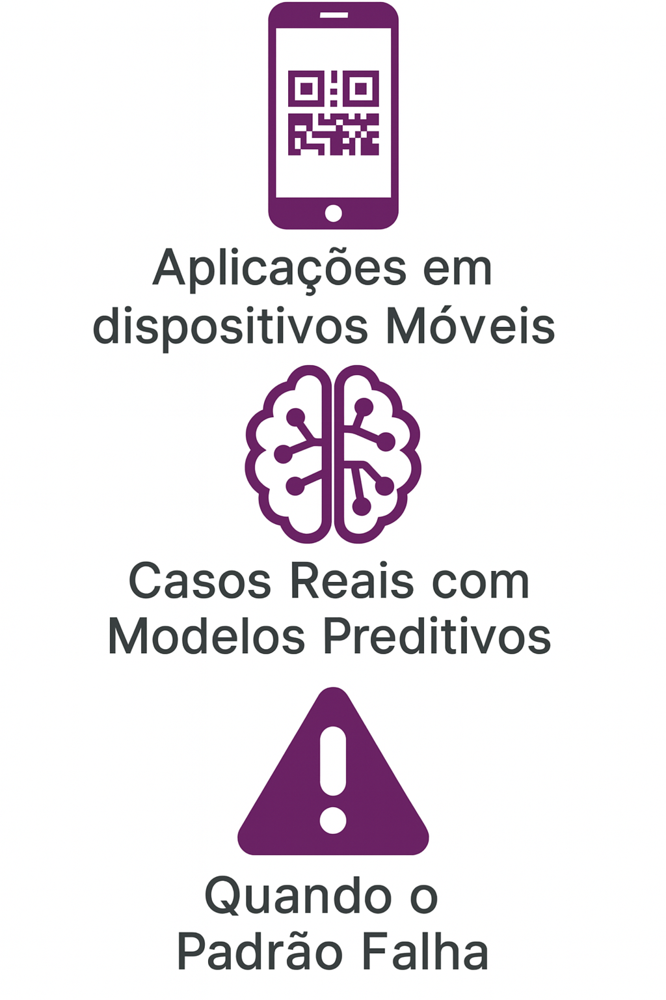 Aplicações em
dispositivos Móveis
Casos Reais com
Modelos Preditivos
Quando o
Padrão Falha